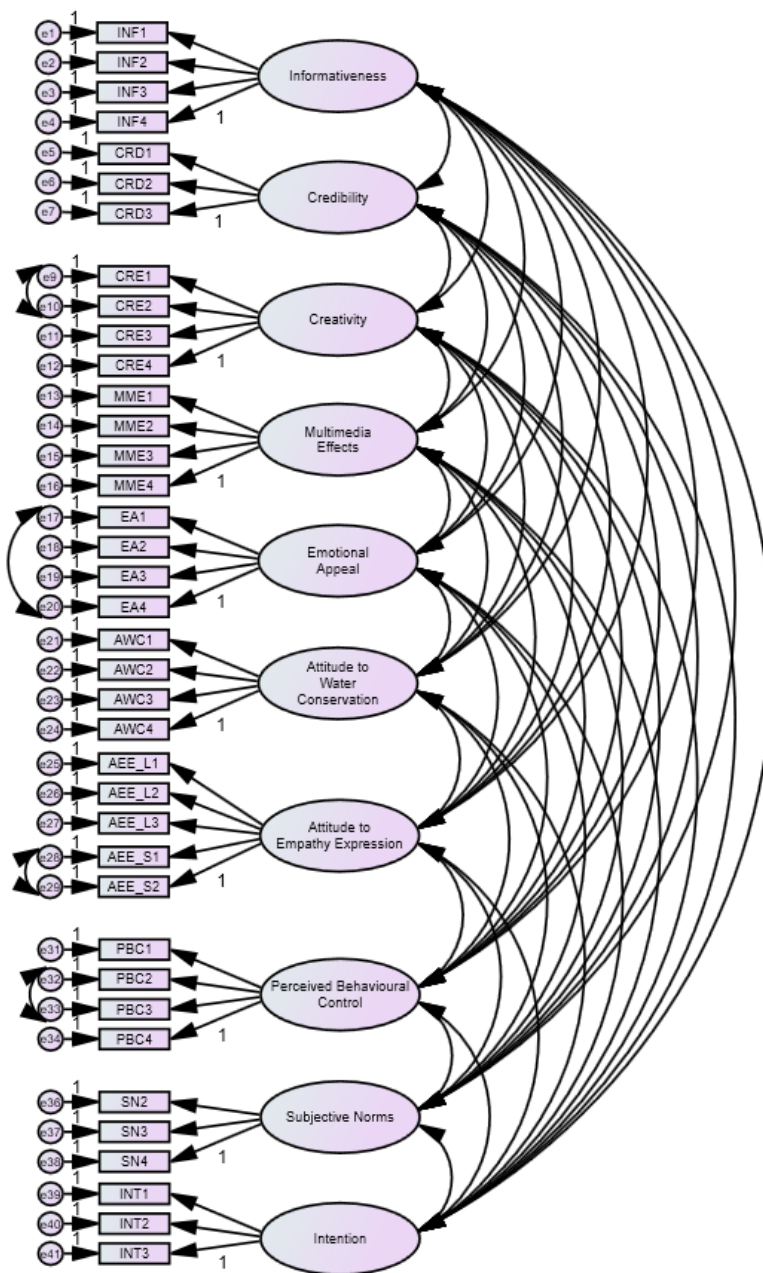 1
e1 INF1
1
e2 INF2
1
e3 INF3
1
e4 INF4
Informativeness
1
1
e5 CRD1
1
e6 CRD2
1
e7 CRD3
Credibility
1
1
e9 CRE1
1
e10 CRE2
1
e11 CRE3
1
e12 CRE4
Creativity
1
1
e13 MME1
1
e14 MME2
1
e15 MME3
1
e16 MME4
Multimedia
Effects
1
1
e17 EA1
1
e18 EA2
1
e19 EA3
1
e20 EA4
Emotional
Appeal
1
1
e21 AWC1
1
e22 AWC2
1
e23 AWC3
1
e24 AWC4
Attitude to
Water
Conservation
1
1
e25 AEE_L1
1
e26 AEE_L2
1
e27 AEE_L3
1
e28 AEE_S1
1
e29 AEE_S2
Attitude to
Empathy Expression
1
1
e31 PBC1
1
e32 PBC2
1
e33 PBC3
1
e34 PBC4
Perceived Behavioural
Control
1
1
e36 SN2
1
e37 SN3
1
e38 SN4
Subjective Norms
1
1
e39 INT1
1
e40 INT2
1
e41 INT3
Intention
1